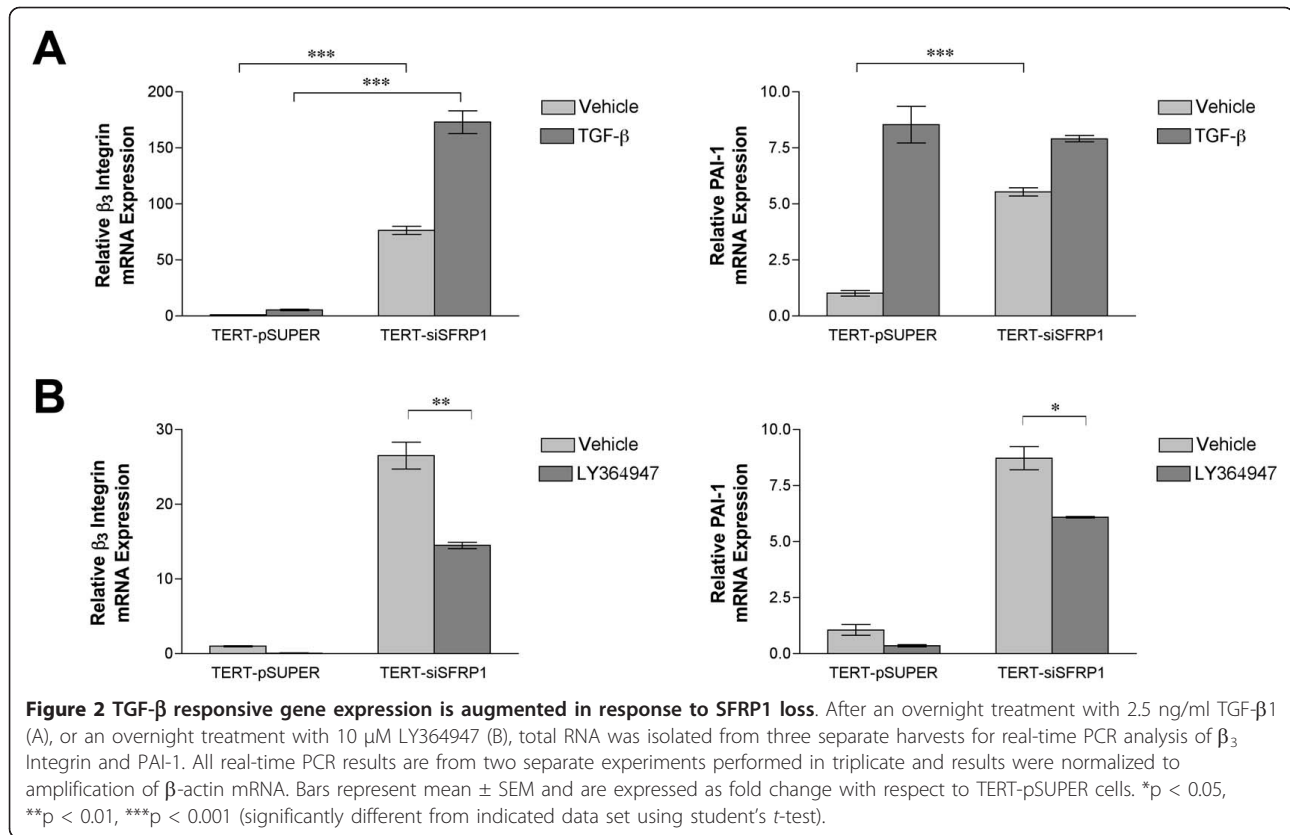 A
***
***
200
150
100
50
0
Relative β₃ Integrin
mRNA Expression
Vehicle
TGF-β
TERT-pSUPER
TERT-siSFRP1
***
10.0
7.5
5.0
2.5
0.0
Relative PAI-1
mRNA Expression
Vehicle
TGF-β
TERT-pSUPER
TERT-siSFRP1
B
**
30
20
10
0
Relative β₃ Integrin
mRNA Expression
Vehicle
LY364947
TERT-pSUPER
TERT-siSFRP1
*
10.0
7.5
5.0
2.5
0.0
Relative PAI-1
mRNA Expression
Vehicle
LY364947
TERT-pSUPER
TERT-siSFRP1
Figure 2 TGF-β responsive gene expression is augmented in response to SFRP1 loss. After an overnight treatment with 2.5 ng/ml TGF-β1
(A), or an overnight treatment with 10 μM LY364947 (B), total RNA was isolated from three separate harvests for real-time PCR analysis of β₃
Integrin and PAI-1. All real-time PCR results are from two separate experiments performed in triplicate and results were normalized to
amplification of β-actin mRNA. Bars represent mean ± SEM and are expressed as fold change with respect to TERT-pSUPER cells. *p < 0.05,
**p < 0.01, ***p < 0.001 (significantly different from indicated data set using student's t-test).